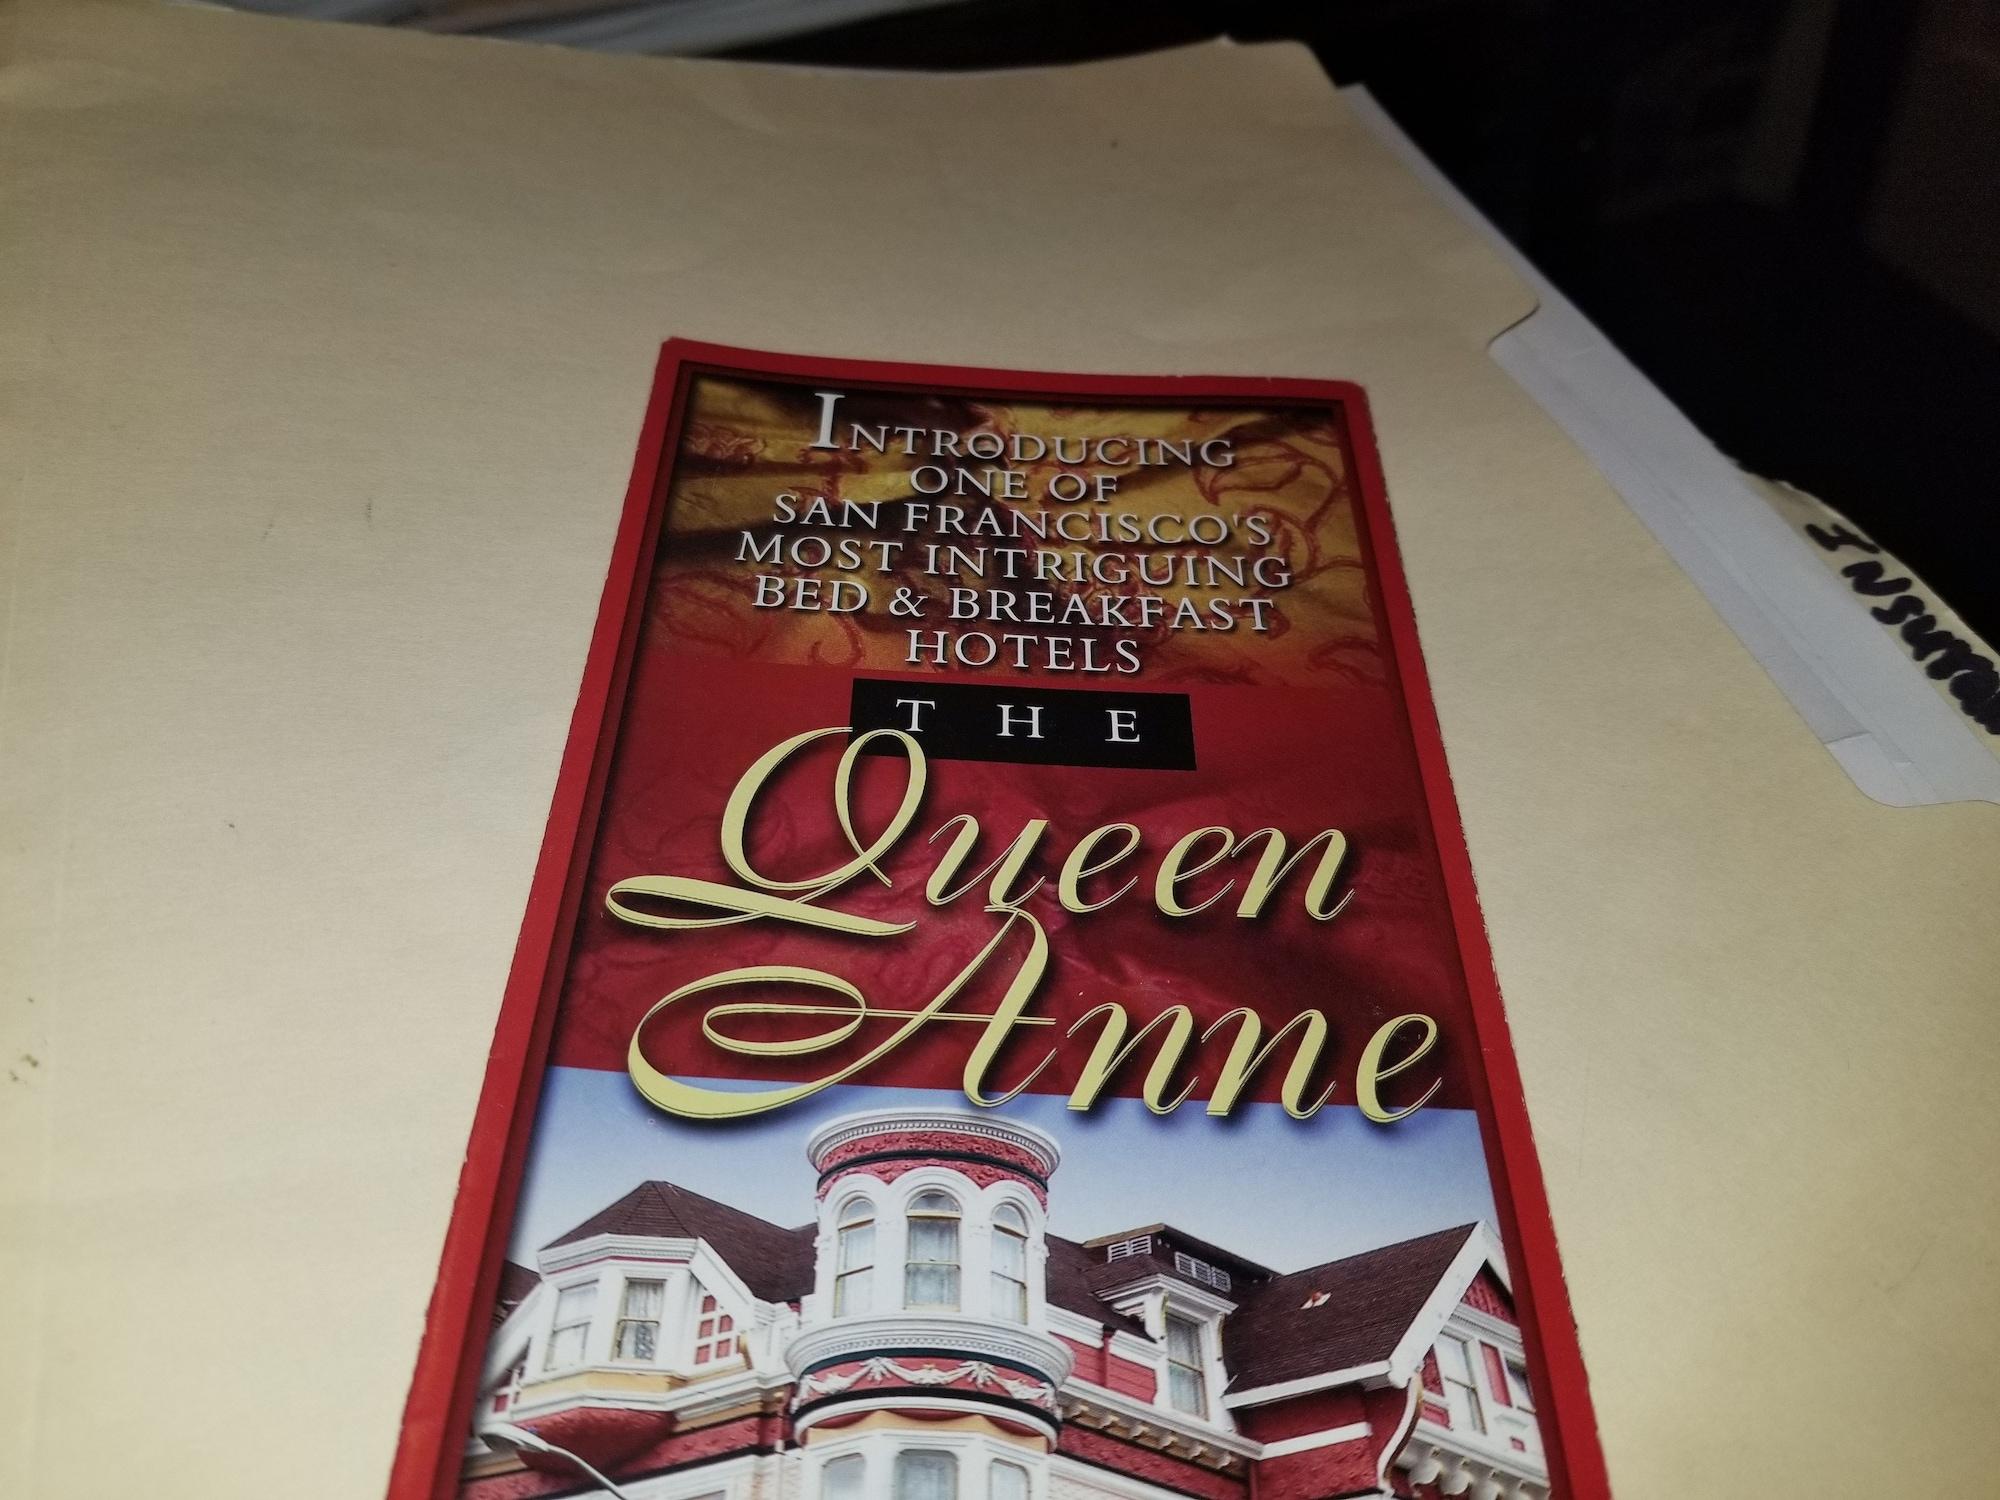 INTRODUCING
ONE OF
SAN FRANCISCO'S
MOST INTRIGUING
BED & BREAKFAST
HOTELS
THE
Queen
Anne